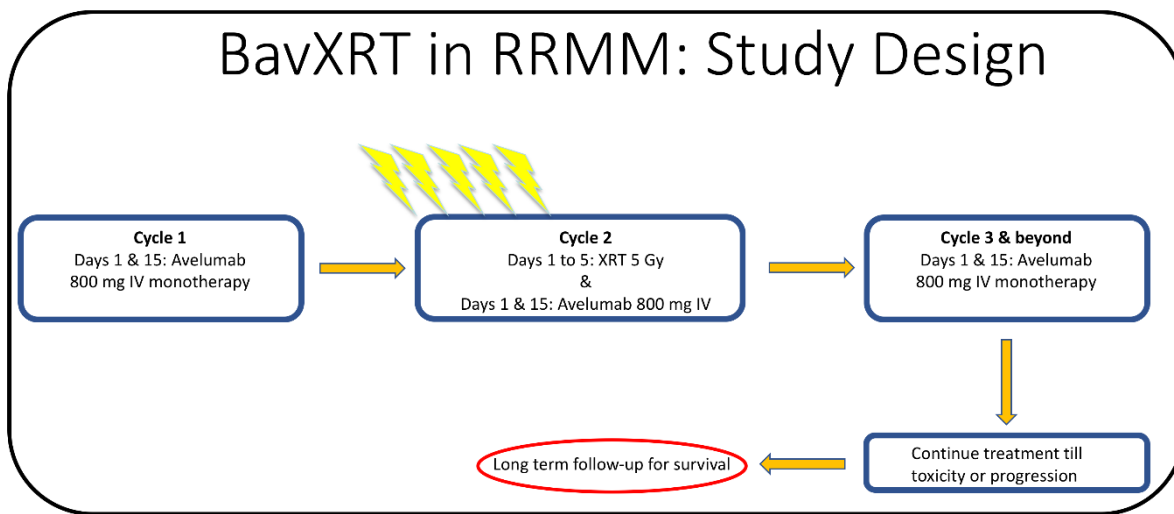 BavXRT in RRMM: Study Design
Cycle 1
Days 1 & 15: Avelumab
800 mg IV monotherapy
Cycle 2
Days 1 to 5: XRT 5 Gy
&
Days 1 & 15: Avelumab 800 mg IV
Cycle 3 & beyond
Days 1 & 15: Avelumab
800 mg IV monotherapy
Continue treatment till
toxicity or progression
Long term follow-up for survival